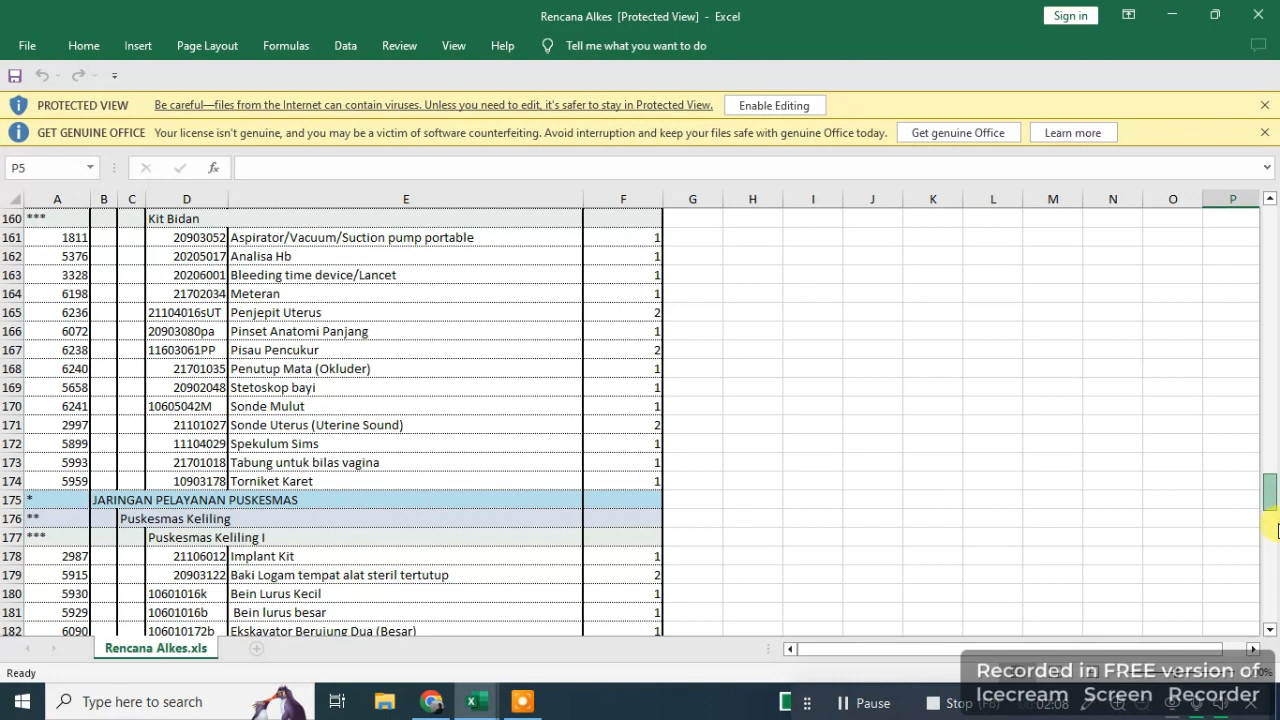 Rencana Alkes [Protected View] - Excel
Sign in
File Home Insert Page Layout Formulas Data Review View Help Tell me what you want to do
PROTECTED VIEW Be careful—files from the Internet can contain viruses. Unless you need to edit, it's safer to stay in Protected View. Enable Editing
GET GENUINE OFFICE Your license isn't genuine, and you may be a victim of software counterfeiting. Avoid interruption and keep your files safe with genuine Office today. Get genuine Office Learn more
P5
A B C D E F G H I J K L M N O P
160 *** Kit Bidan
161 1811 20903052 Aspirator/Vacuum/Suction pump portable 1
162 5376 20205017 Analisa Hb 1
163 3328 20206001 Bleeding time device/Lancet 1
164 6198 21702034 Meteran 1
165 6236 21104016sUT Penjepit Uterus 2
166 6072 20903080pa Pinset Anatomi Panjang 1
167 6238 11603061PP Pisau Pencukur 2
168 6240 21701035 Penutup Mata (Okluder) 1
169 5658 20902048 Stetoskop bayi 1
170 6241 10605042M Sonde Mulut 1
171 2997 21101027 Sonde Uterus (Uterine Sound) 2
172 5899 11104029 Spekulum Sims 1
173 5993 21701018 Tabung untuk bilas vagina 1
174 5959 10903178 Torniket Karet 1
175 * JARINGAN PELAYANAN PUSKESMAS
176 ** Puskesmas Keliling
177 *** Puskesmas Keliling I
178 2987 21106012 Implant Kit 1
179 5915 20903122 Baki Logam tempat alat steril tertutup 2
180 5930 10601016k Bein Lurus Kecil 1
181 5929 10601016b Bein lurus besar 1
182 6090 106010172b Ekskavator Berujung Dua (Besar) 1
Rencana Alkes.xls
Ready
Recorded in FREE version of
Icecream Screen Recorder
Type here to search
Pause
Stop (F8)
00:02:08